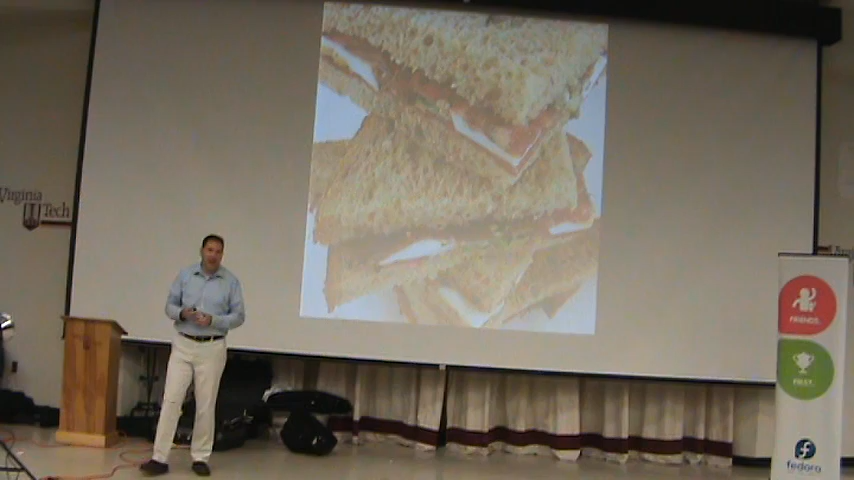 Virginia
Tech
FRIENDS.
FIRST.
fedora